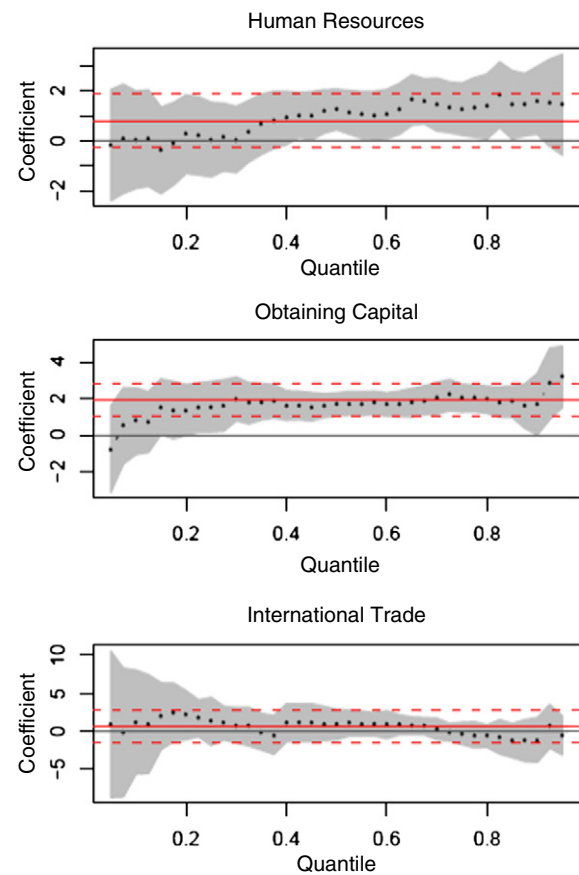 Human Resources
Coefficient
2
0
-2
0.2 0.4 0.6 0.8
Quantile
Obtaining Capital
Coefficient
4
2
0
-2
0.2 0.4 0.6 0.8
Quantile
International Trade
Coefficient
10
5
0
-5
0.2 0.4 0.6 0.8
Quantile